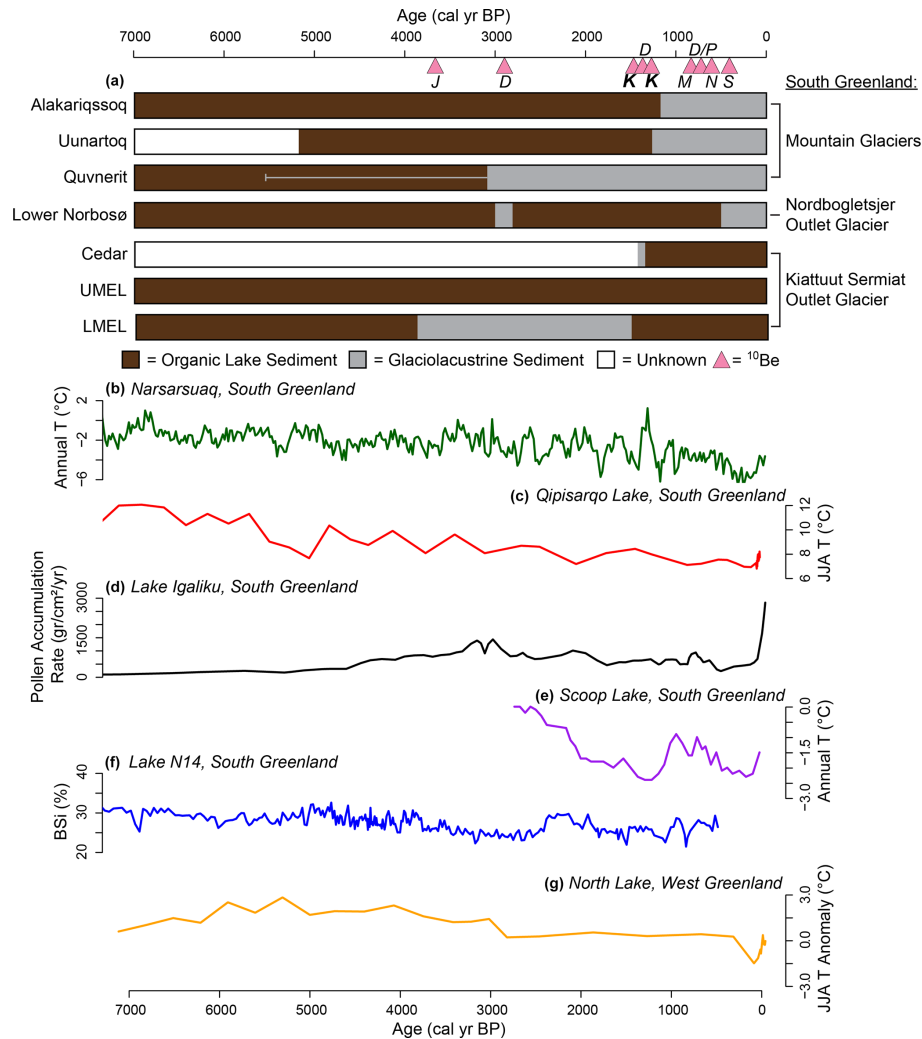 Age (cal yr BP)
7000 6000 5000 4000 3000 2000 1000 0
D D/P
(a) J D K K M N S South Greenland:
Alakariqssoq
Uunartoq Mountain Glaciers
Quvnerit
Lower Norbosø Nordbogletsjer
Outlet Glacier
Cedar
UMEL Kiattuut Sermiat
Outlet Glacier
LMEL
= Organic Lake Sediment = Glaciolacustrine Sediment = Unknown = ¹⁰Be
(b) Narsarsuaq, South Greenland
Annual T (°C)
2
−2
−6
(c) Qipisarqo Lake, South Greenland
JJA T (°C)
12
10
8
6
(d) Lake Igaliku, South Greenland
Pollen Accumulation
Rate (gr/cm²/yr)
3000
1500
0
(e) Scoop Lake, South Greenland
Annual T (°C)
0.0
-1.5
-3.0
(f) Lake N14, South Greenland
BSi (%)
40
30
20
(g) North Lake, West Greenland
JJA T Anomaly (°C)
3.0
0.0
-3.0
7000 6000 5000 4000 3000 2000 1000 0
Age (cal yr BP)